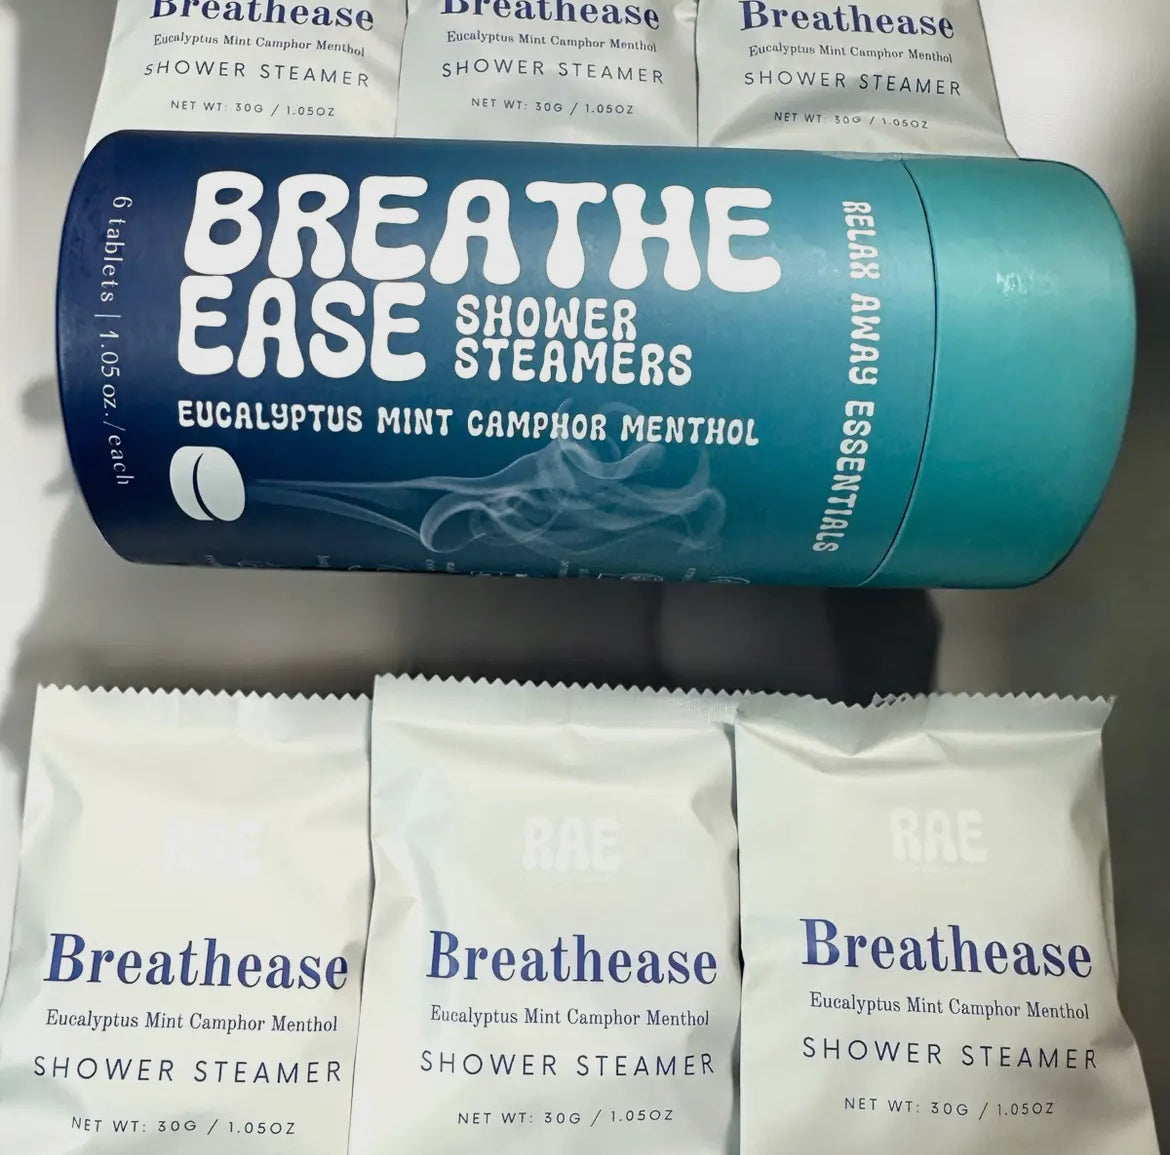 Breathease
Eucalyptus Mint Camphor Menthol
SHOWER STEAMER
NET WT: 30G / 1.05OZ
Breathease
Eucalyptus Mint Camphor Menthol
SHOWER STEAMER
NET WT: 30G / 1.05OZ
Breathease
Eucalyptus Mint Camphor Menthol
SHOWER STEAMER
NET WT: 30G / 1.05OZ
6 tablets | 1.05 oz./each
BREATHE
EASE
SHOWER
STEAMERS
EUCALYPTUS MINT CAMPHOR MENTHOL
RELAX AWAY ESSENTIALS
RAE
Breathease
Eucalyptus Mint Camphor Menthol
SHOWER STEAMER
NET WT: 30G / 1.05OZ
RAE
Breathease
Eucalyptus Mint Camphor Menthol
SHOWER STEAMER
NET WT: 30G / 1.05OZ
RAE
Breathease
Eucalyptus Mint Camphor Menthol
SHOWER STEAMER
NET WT: 30G / 1.05OZ